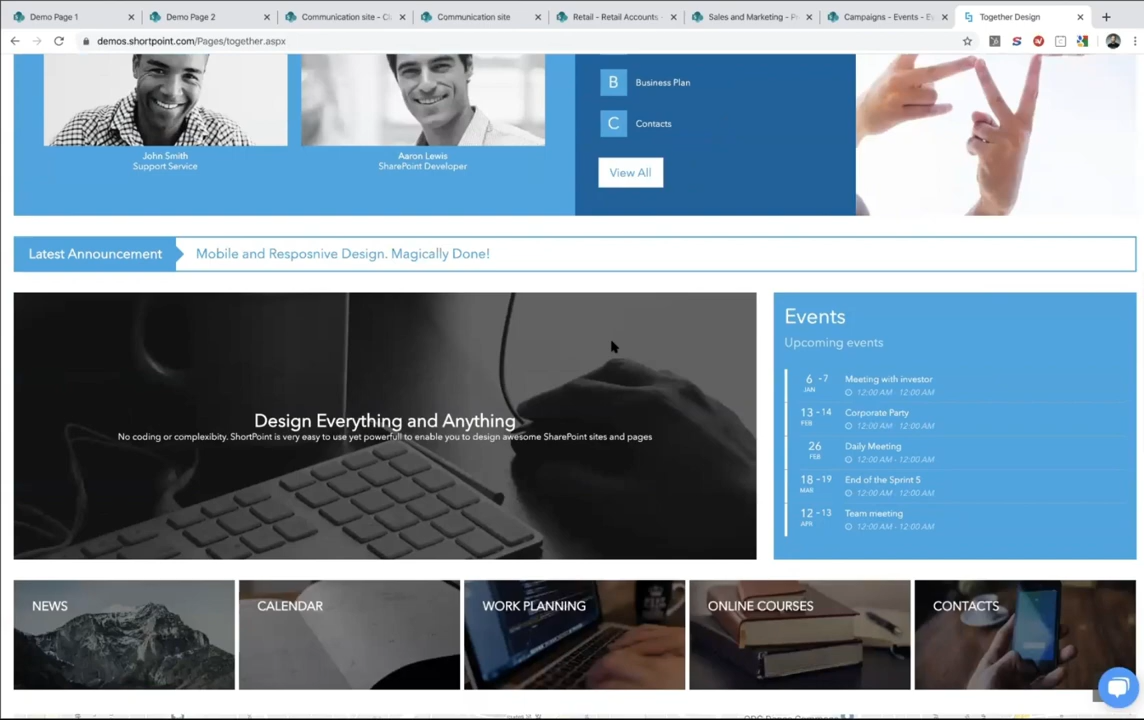 Demo Page 1
Demo Page 2
Communication site - C
Communication site
Retail - Retail Accounts -
Sales and Marketing - P
Campaigns - Events - E
Together Design
demos.shortpoint.com/Pages/together.aspx
B Business Plan
C Contacts
View All
John Smith
Support Service
Aaron Lewis
SharePoint Developer
Latest Announcement
Mobile and Resposnive Design. Magically Done!
Design Everything and Anything
No coding or complexibity. ShortPoint is very easy to use yet powerfull to enable you to design awesome SharePoint sites and pages
Events
Upcoming events
6 - 7 Meeting with investor
JAN 12:00 AM - 12:00 AM
13 - 14 Corporate Party
FEB 12:00 AM - 12:00 AM
26 Daily Meeting
FEB 12:00 AM - 12:00 AM
18 - 19 End of the Sprint 5
MAR 12:00 AM - 12:00 AM
12 - 13 Team meeting
APR 12:00 AM - 12:00 AM
NEWS
CALENDAR
WORK PLANNING
ONLINE COURSES
CONTACTS